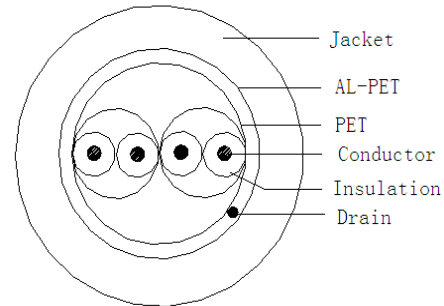 Jacket
AL-PET
PET
Conductor
Insulation
Drain